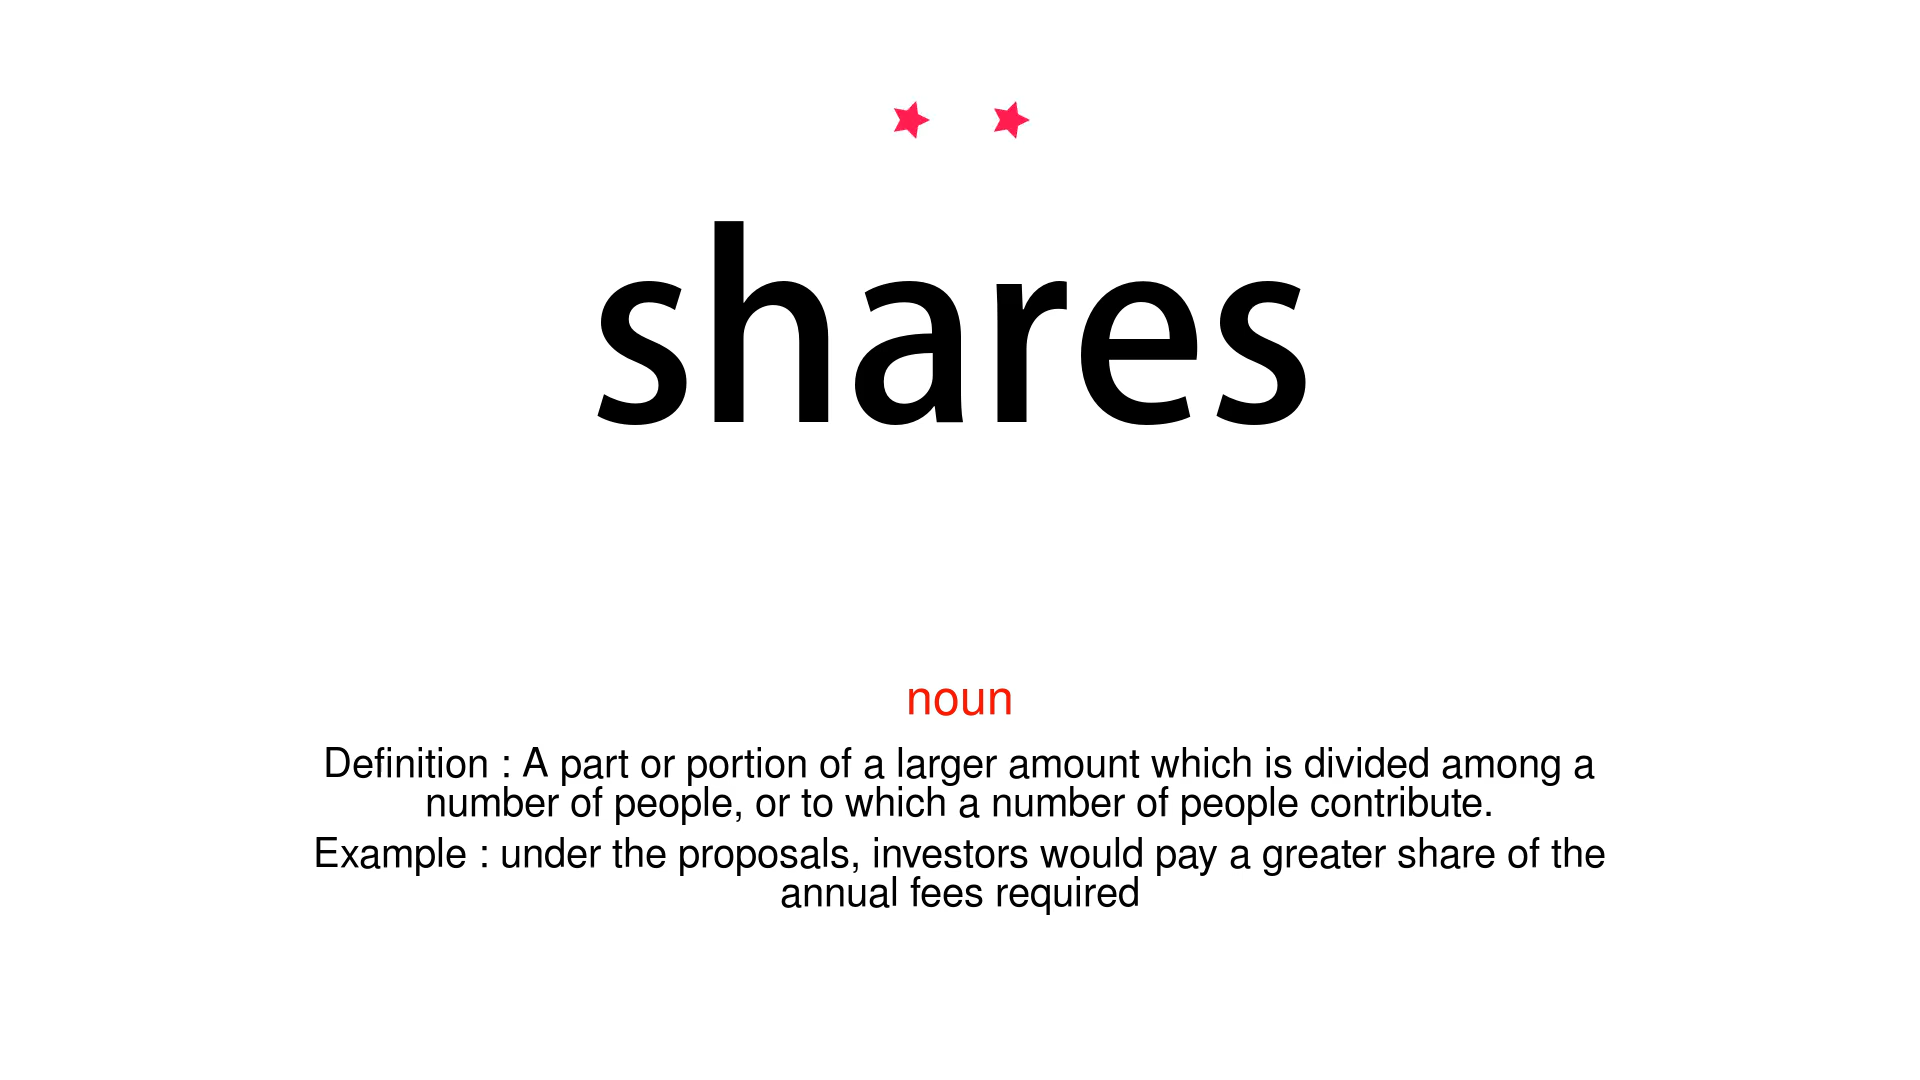 shares
noun
Definition : A part or portion of a larger amount which is divided among a
number of people, or to which a number of people contribute.
Example : under the proposals, investors would pay a greater share of the
annual fees required